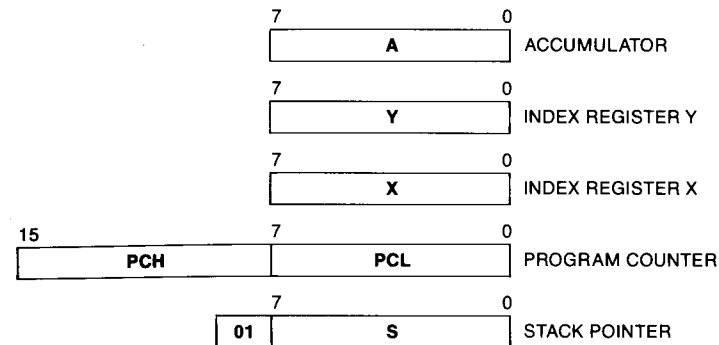 7 0
A ACCUMULATOR
7 0
Y INDEX REGISTER Y
7 0
X INDEX REGISTER X
15 7 0
PCH PCL PROGRAM COUNTER
7 0
01 S STACK POINTER